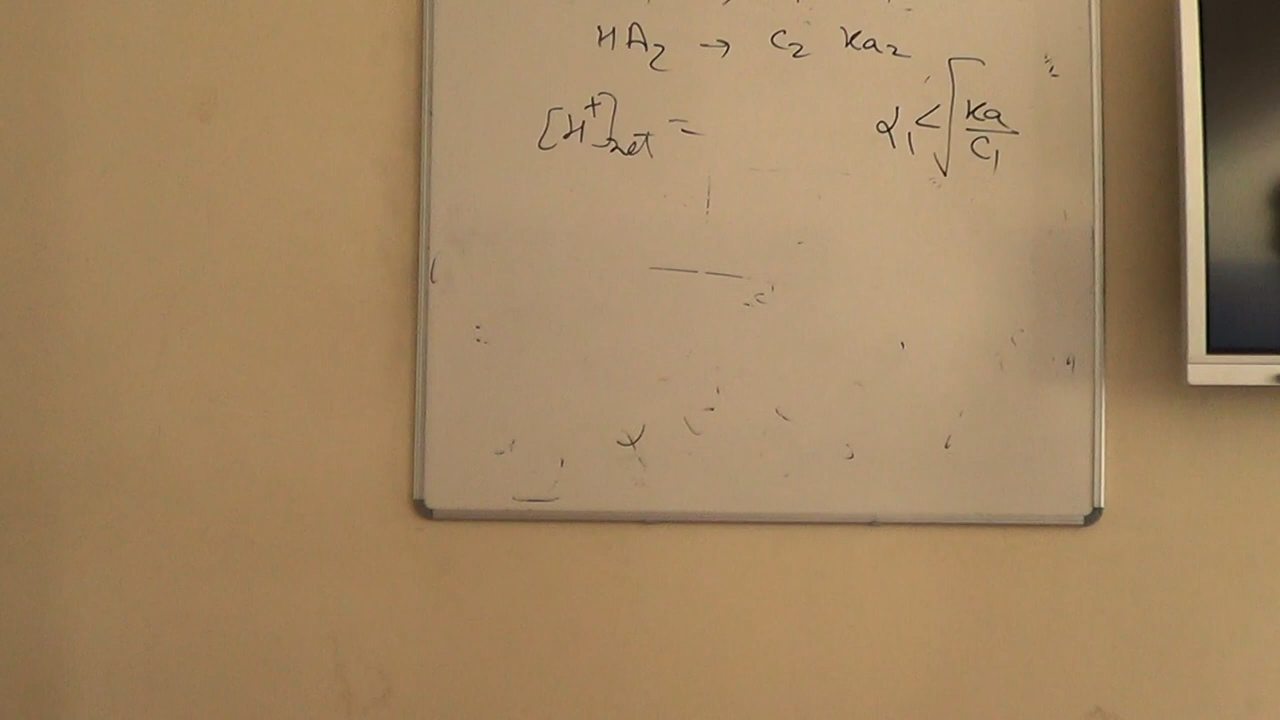 HA₂ → C₂ Ka₂
[H⁺]net = α₁ < √(Ka/C₁)